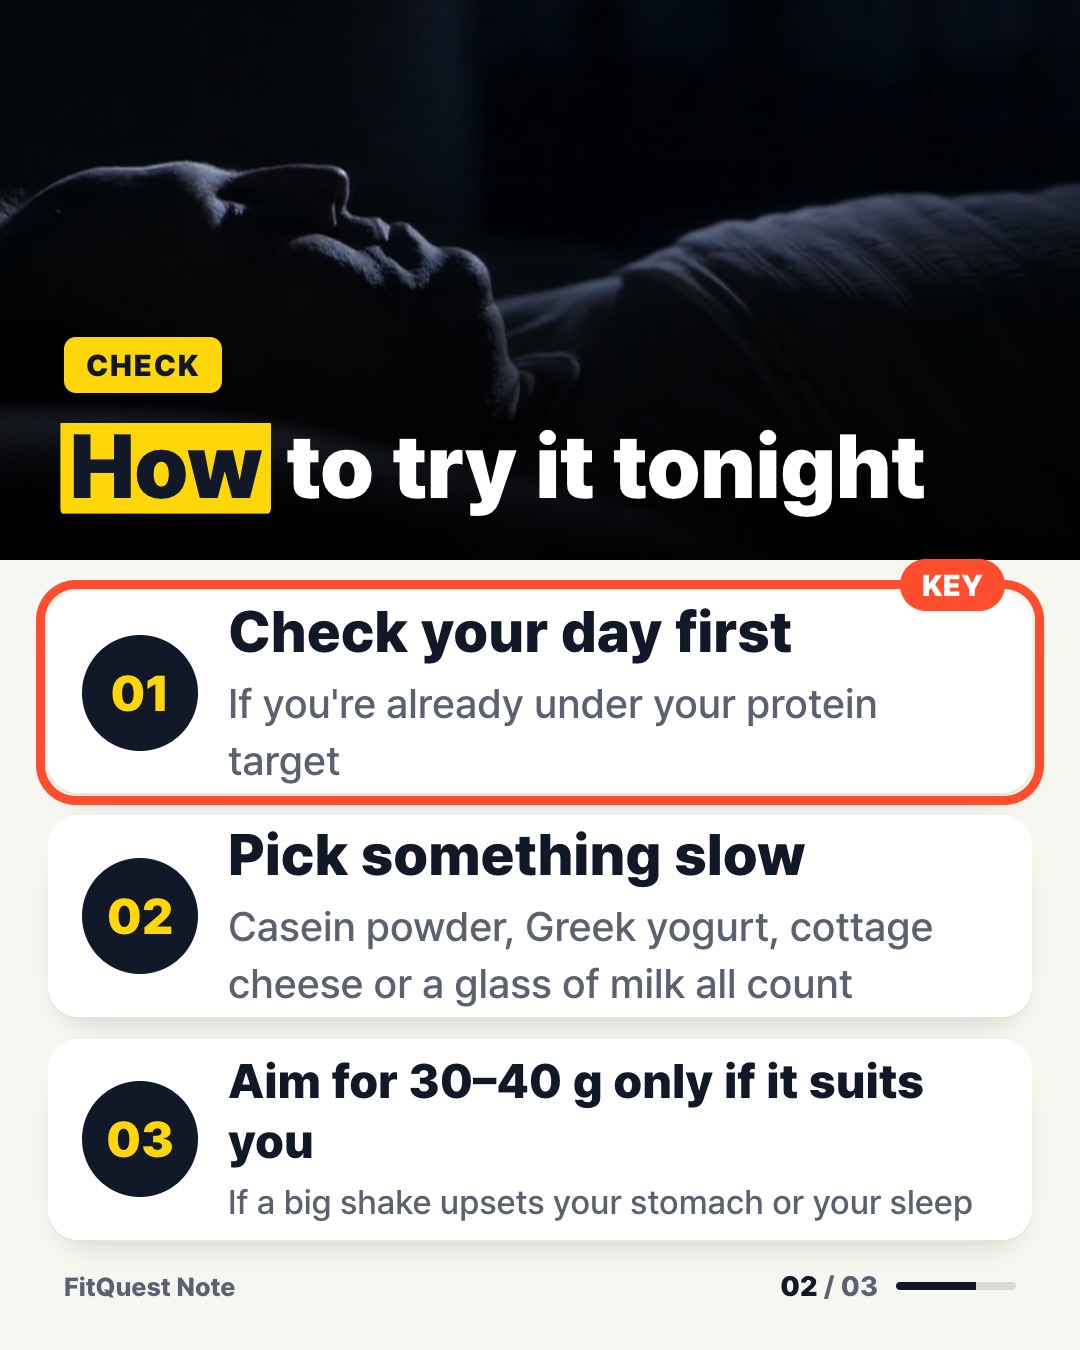 CHECK
How to try it tonight
KEY
01
Check your day first
If you're already under your protein
target
02
Pick something slow
Casein powder, Greek yogurt, cottage
cheese or a glass of milk all count
03
Aim for 30–40 g only if it suits
you
If a big shake upsets your stomach or your sleep
FitQuest Note
02 / 03